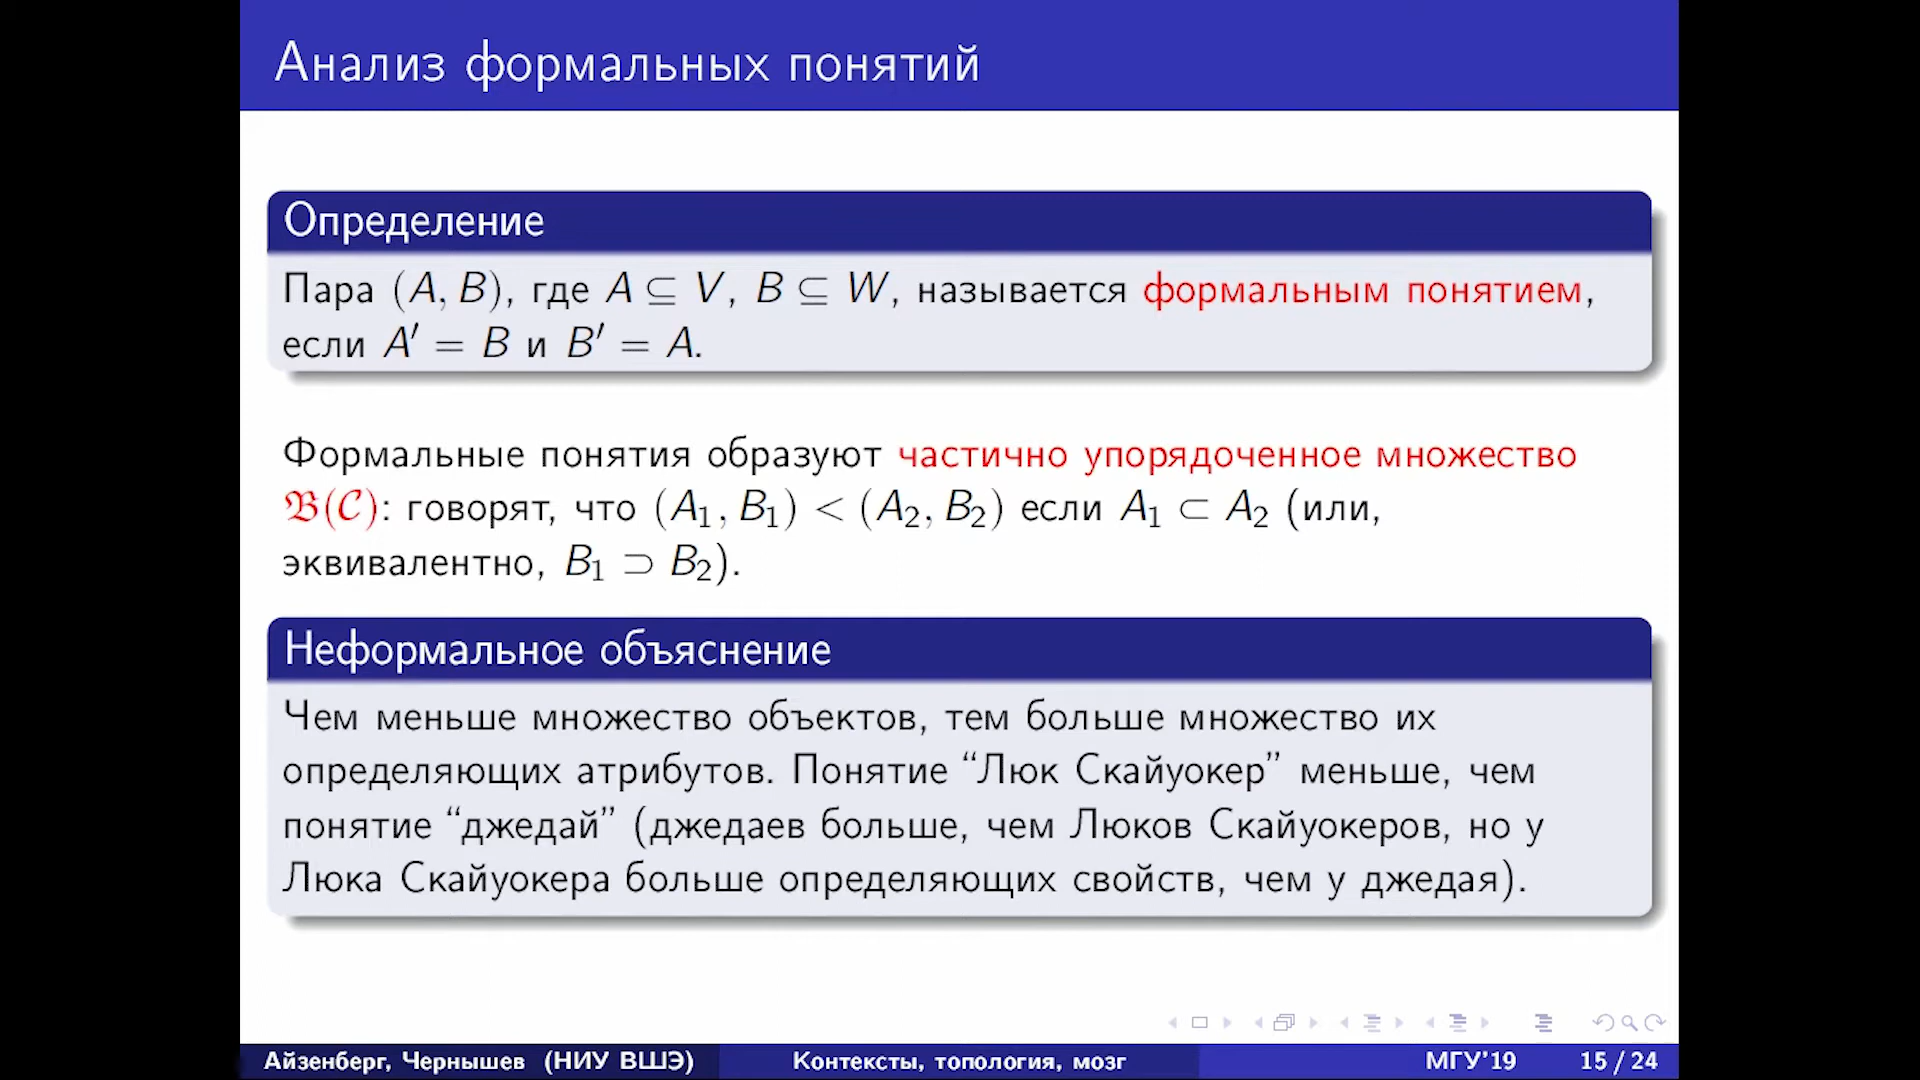 Анализ формальных понятий
Определение
Пара (A, B), где A ⊆ V, B ⊆ W, называется формальным понятием,
если A′ = B и B′ = A.
Формальные понятия образуют частично упорядоченное множество
𝔅(𝒞): говорят, что (A₁, B₁) < (A₂, B₂) если A₁ ⊂ A₂ (или,
эквивалентно, B₁ ⊃ B₂).
Неформальное объяснение
Чем меньше множество объектов, тем больше множество их
определяющих атрибутов. Понятие “Люк Скайуокер” меньше, чем
понятие “джедай” (джедаев больше, чем Люков Скайуокеров, но у
Люка Скайуокера больше определяющих свойств, чем у джедая).
Айзенберг, Чернышев (НИУ ВШЭ) Контексты, топология, мозг МГУ’19 15 / 24